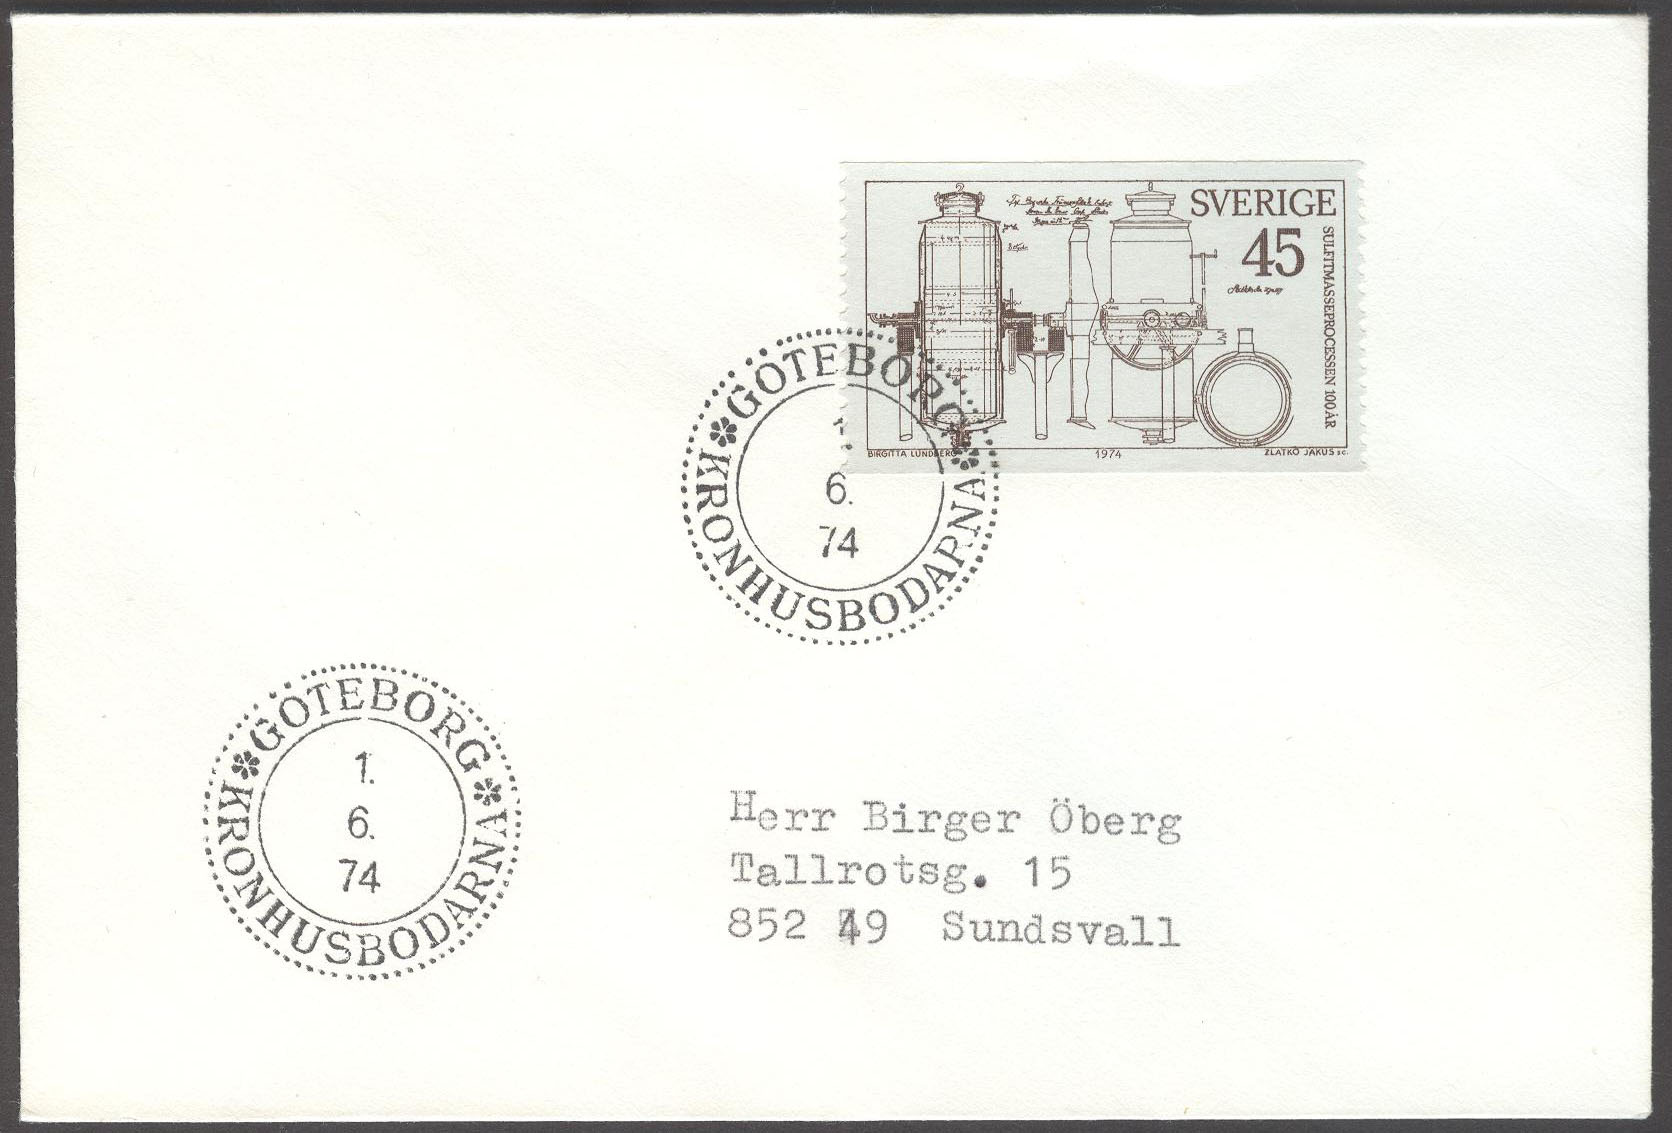 SVERIGE
45
SULFITMASSEPROCESSEN 100 ÅR
BIRGITTA LUNDBERG 1974 ZLATKO JAKUS sc.
GÖTEBORG
1.
6.
74
KRONHUSBODARNA
GÖTEBORG
1.
6.
74
KRONHUSBODARNA
Herr Birger Öberg
Tallrotsg. 15
852 49 Sundsvall